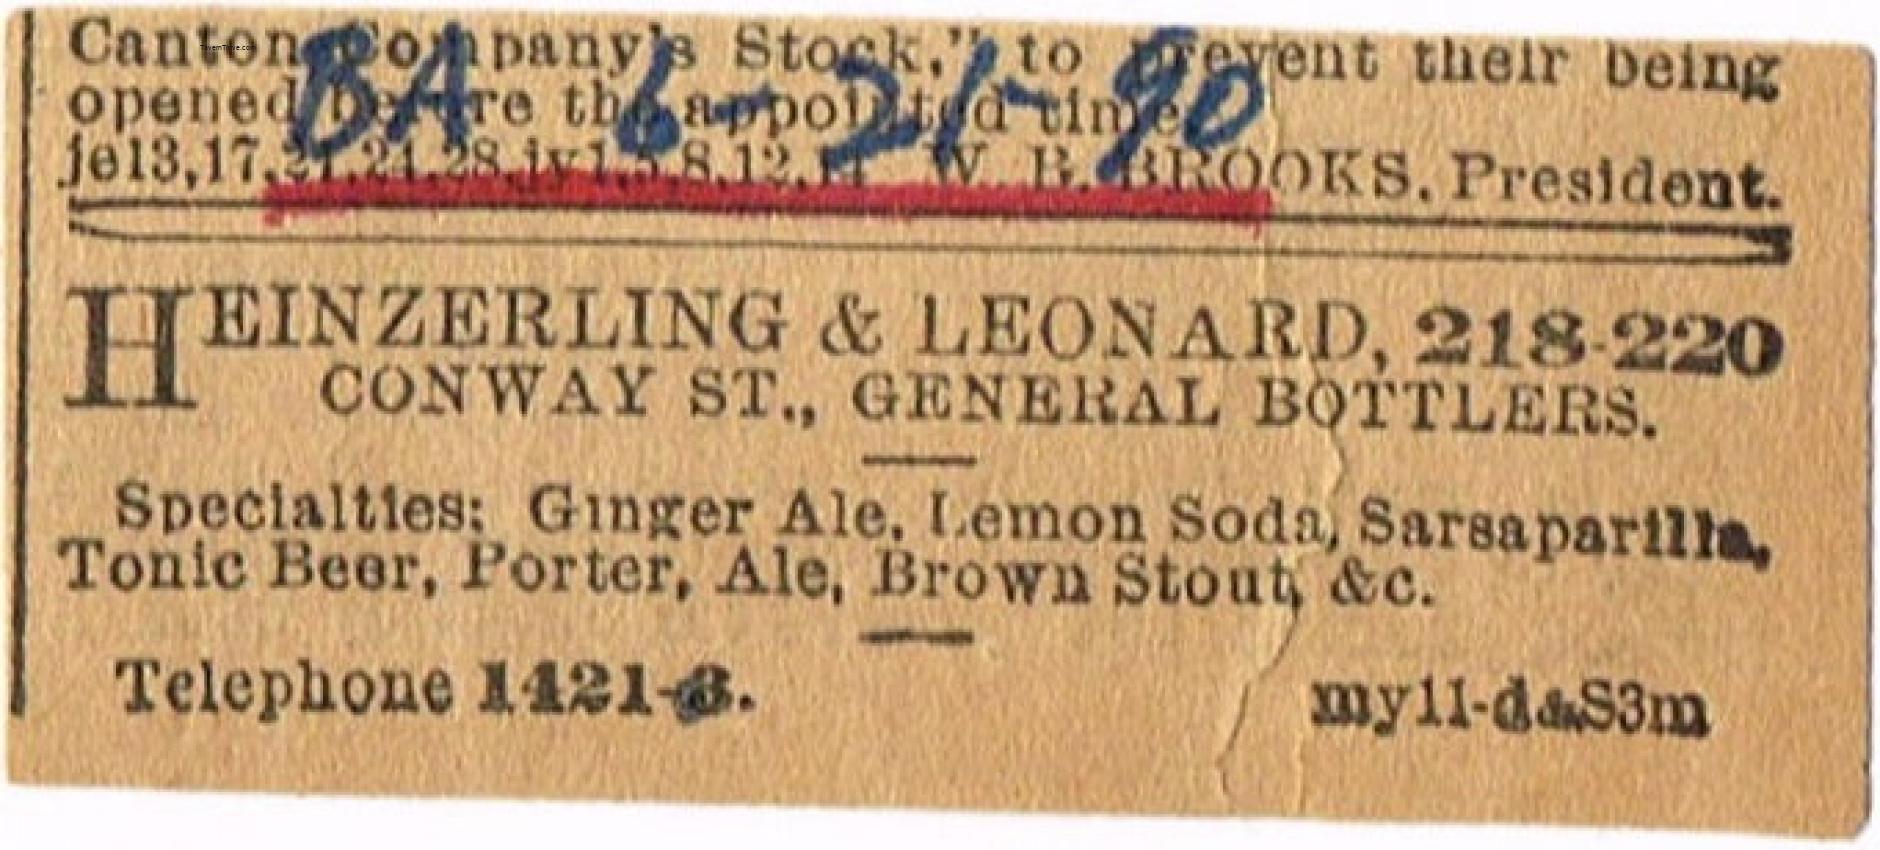 Canton Company's Stock," to prevent their being
TavernTrove.com
BA 6-21-90
opened before the appointed time.
je13,17,21,24,28,jy1,5,8,12,14 W. B. BROOKS, President.
HEINZERLING & LEONARD, 218-220
CONWAY ST., GENERAL BOTTLERS.
Specialties: Ginger Ale, Lemon Soda, Sarsaparilla,
Tonic Beer, Porter, Ale, Brown Stout, &c.
Telephone 1421-3. my11-d&S3m